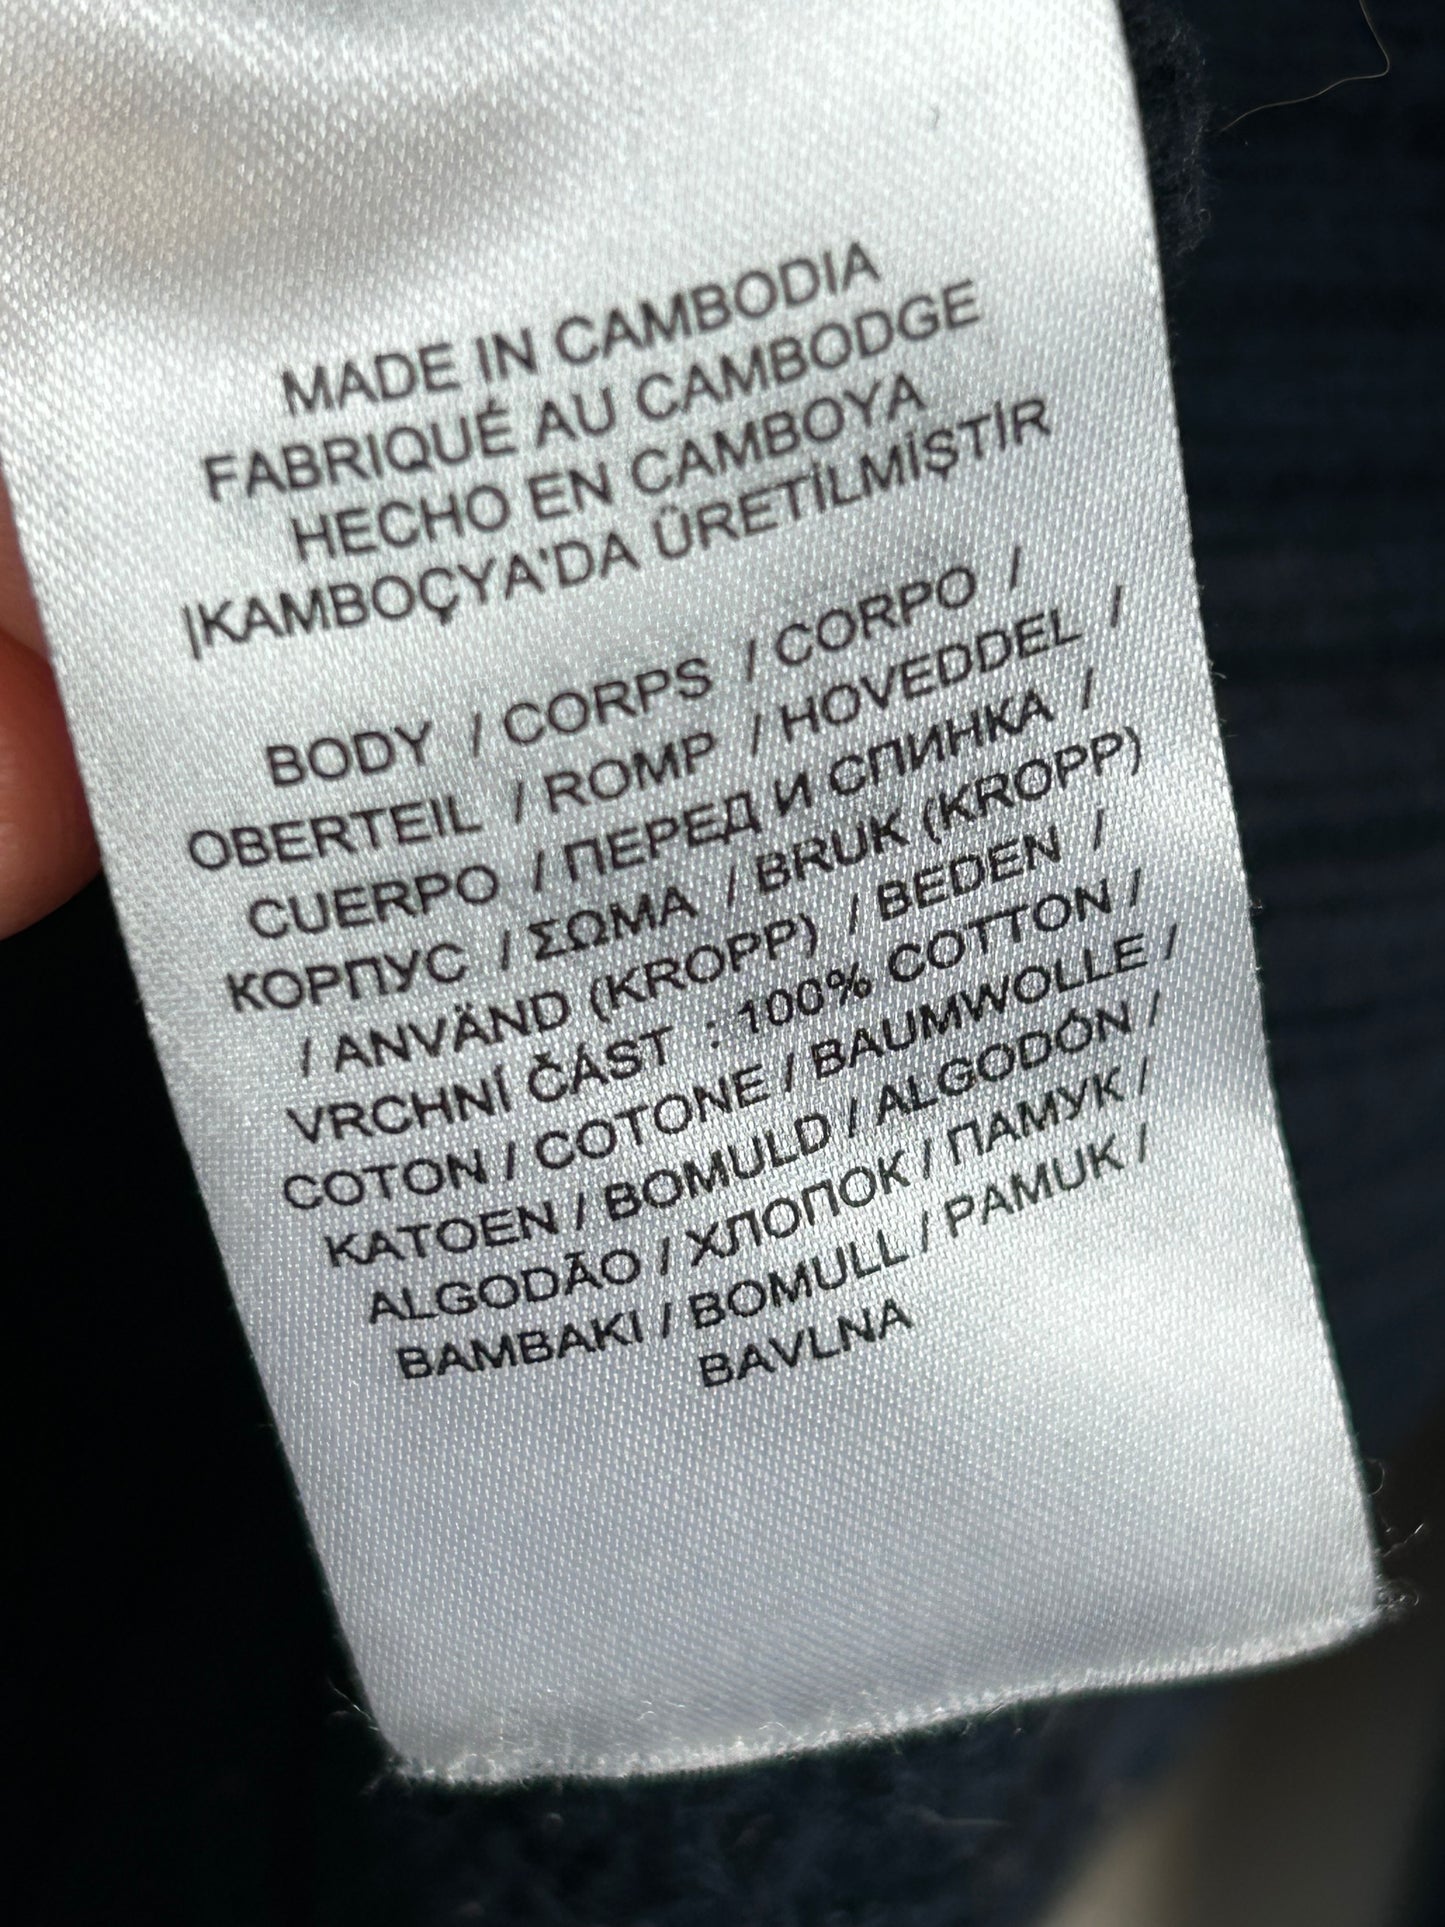 MADE IN CAMBODIA
FABRIQUÉ AU CAMBODGE
HECHO EN CAMBOYA
|KAMBOÇYA'DA ÜRETİLMİŞTİR
BODY / CORPS / CORPO /
OBERTEIL / ROMP / HOVEDDEL /
CUERPO / ПЕРЕД И СПИНКА /
КОРПУС / ΣΩΜΑ / BRUK (KROPP)
/ ANVÄND (KROPP) / BEDEN /
VRCHNÍ ČÁST : 100% COTTON /
COTON / COTONE / BAUMWOLLE /
KATOEN / BOMULD / ALGODÓN /
ALGODÃO / ХЛОПОК / ПАМУК /
BAMBAKI / BOMULL / PAMUK /
BAVLNA